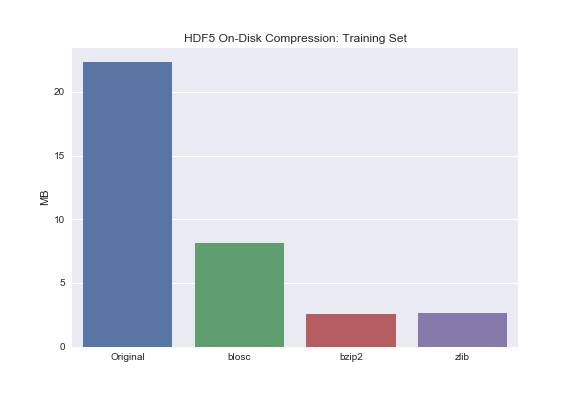 HDF5 On-Disk Compression: Training Set
MB
20
15
10
5
0
Original blosc bzip2 zlib